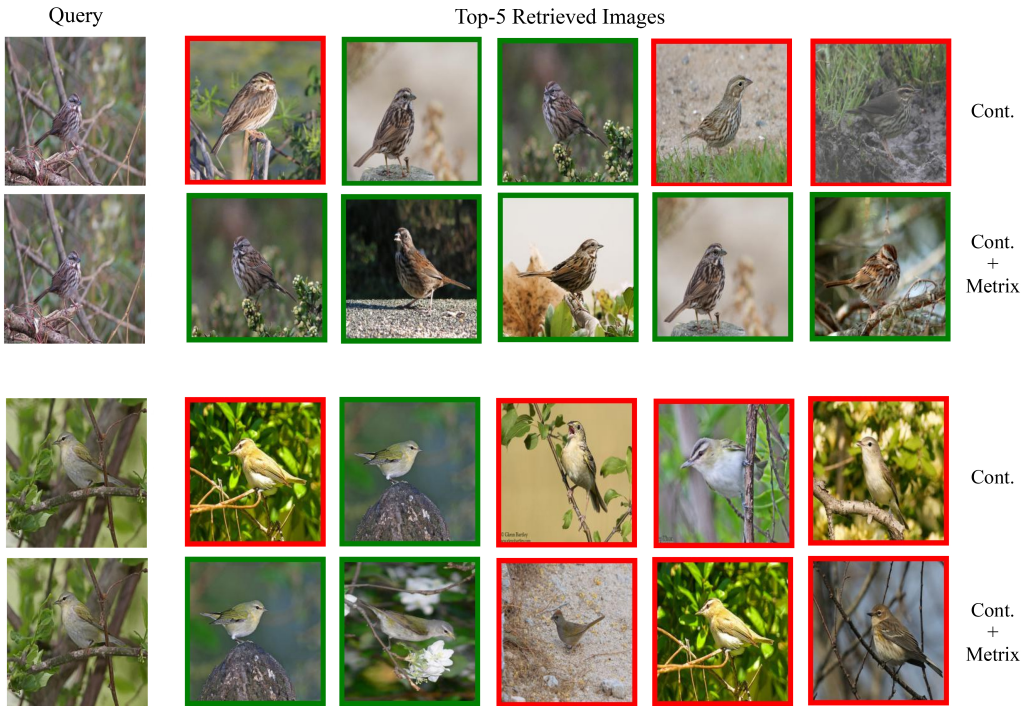 Query
Top-5 Retrieved Images
Cont.
Cont.
+
Metrix
Cont.
Cont.
+
Metrix